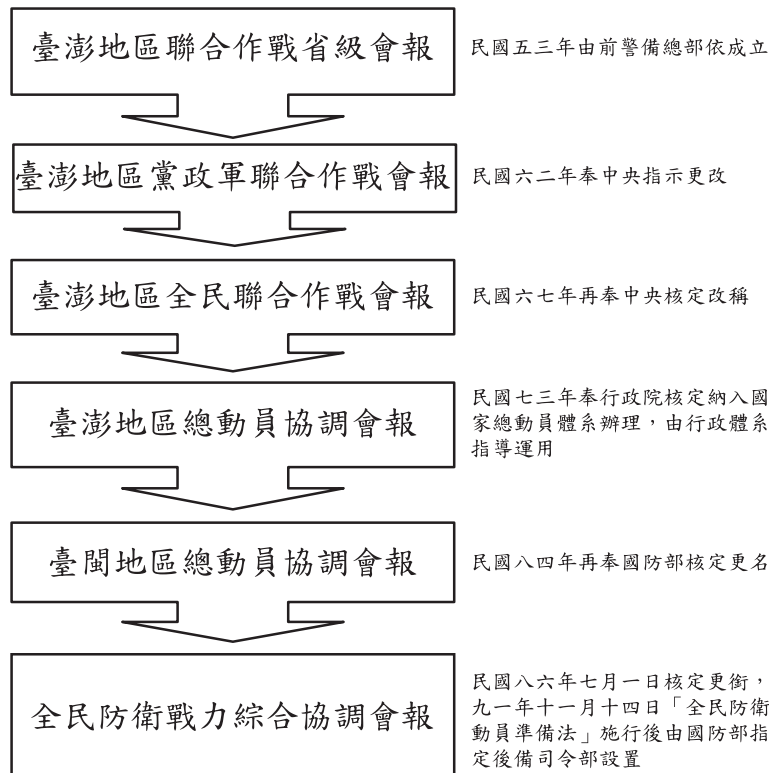 臺澎地區聯合作戰省級會報
民國五三年由前警備總部依成立
臺澎地區黨政軍聯合作戰會報
民國六二年奉中央指示更改
臺澎地區全民聯合作戰會報
民國六七年再奉中央核定改稱
臺澎地區總動員協調會報
民國七三年奉行政院核定納入國
家總動員體系辦理，由行政體系
指導運用
臺閩地區總動員協調會報
民國八四年再奉國防部核定更名
全民防衛戰力綜合協調會報
民國八六年七月一日核定更銜，
九一年十一月十四日「全民防衛
動員準備法」施行後由國防部指
定後備司令部設置